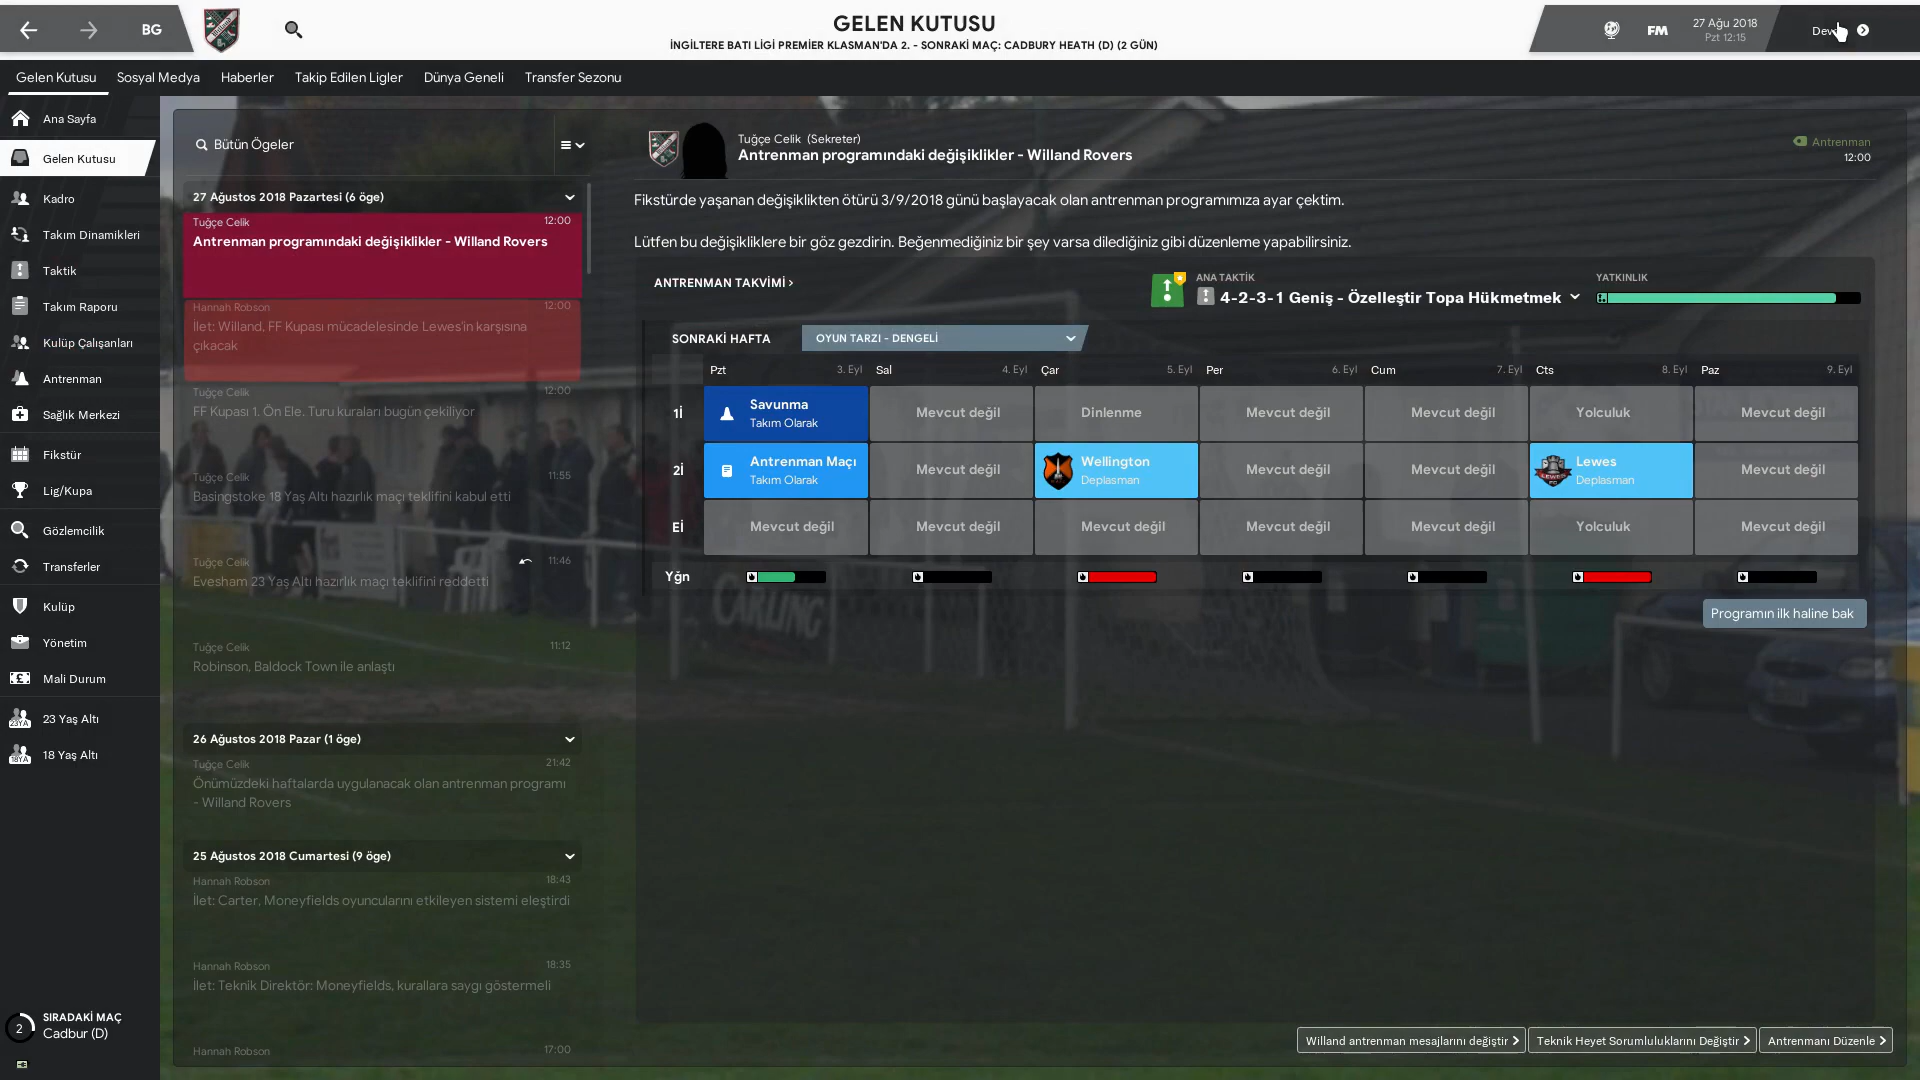 BG
GELEN KUTUSU
İNGİLTERE BATI LİGİ PREMİER KLASMAN'DA 2. - SONRAKİ MAÇ: CADBURY HEATH (D) (2 GÜN)
FM
27 Ağu 2018
Pzt 12:15
Gelen Kutusu
Sosyal Medya
Haberler
Takip Edilen Ligler
Dünya Geneli
Transfer Sezonu
Ana Sayfa
Gelen Kutusu
Kadro
Takım Dinamikleri
Taktik
Takım Raporu
Kulüp Çalışanları
Antrenman
Sağlık Merkezi
Fikstür
Lig/Kupa
Gözlemcilik
Transferler
Kulüp
Yönetim
Mali Durum
23YA 23 Yaş Altı
18YA 18 Yaş Altı
2
SIRADAKİ MAÇ
Cadbur (D)
Bütün Ögeler
27 Ağustos 2018 Pazartesi (6 öge)
Tuğçe Celik 12:00
Antrenman programındaki değişiklikler - Willand Rovers
Hannah Robson 12:00
İlet: Willand, FF Kupası mücadelesinde Lewes'in karşısına
çıkacak
Tuğçe Celik 12:00
FF Kupası 1. Ön Ele. Turu kuraları bugün çekiliyor
Tuğçe Celik 11:55
Basingstoke 18 Yaş Altı hazırlık maçı teklifini kabul etti
Tuğçe Celik 11:46
Evesham 23 Yaş Altı hazırlık maçı teklifini reddetti
Tuğçe Celik 11:12
Robinson, Baldock Town ile anlaştı
26 Ağustos 2018 Pazar (1 öge)
Tuğçe Celik 21:42
Önümüzdeki haftalarda uygulanacak olan antrenman programı
- Willand Rovers
25 Ağustos 2018 Cumartesi (9 öge)
Hannah Robson 18:43
İlet: Carter, Moneyfields oyuncularını etkileyen sistemi eleştirdi
Hannah Robson 18:35
İlet: Teknik Direktör: Moneyfields, kurallara saygı göstermeli
Hannah Robson 17:00
Tuğçe Celik (Sekreter)
Antrenman programındaki değişiklikler - Willand Rovers
Antrenman
12:00
Fikstürde yaşanan değişiklikten ötürü 3/9/2018 günü başlayacak olan antrenman programımıza ayar çektim.
Lütfen bu değişikliklere bir göz gezdirin. Beğenmediğiniz bir şey varsa dilediğiniz gibi düzenleme yapabilirsiniz.
ANTRENMAN TAKVİMİ >
ANA TAKTİK
4-2-3-1 Geniş - Özelleştir Topa Hükmetmek
YATKINLIK
SONRAKİ HAFTA
OYUN TARZI - DENGELİ
Pzt 3. Eyl Sal 4. Eyl Çar 5. Eyl Per 6. Eyl Cum 7. Eyl Cts 8. Eyl Paz 9. Eyl
1İ
Savunma
Takım Olarak
Mevcut değil
Dinlenme
Mevcut değil
Mevcut değil
Yolculuk
Mevcut değil
2İ
Antrenman Maçı
Takım Olarak
Mevcut değil
Wellington
Deplasman
Mevcut değil
Mevcut değil
Lewes
Deplasman
Mevcut değil
Eİ
Mevcut değil
Mevcut değil
Mevcut değil
Mevcut değil
Mevcut değil
Yolculuk
Mevcut değil
Yğn
Programın ilk haline bak
CARLING
Willand antrenman mesajlarını değiştir >
Teknik Heyet Sorumluluklarını Değiştir >
Antrenmanı Düzenle >